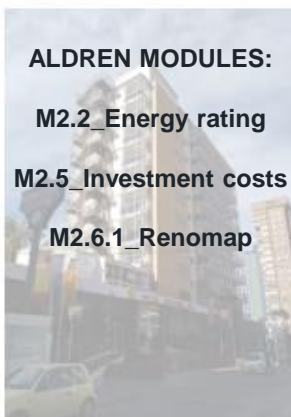 ALDREN MODULES:
M2.2_Energy rating
M2.5_Investment costs
M2.6.1_Renomap